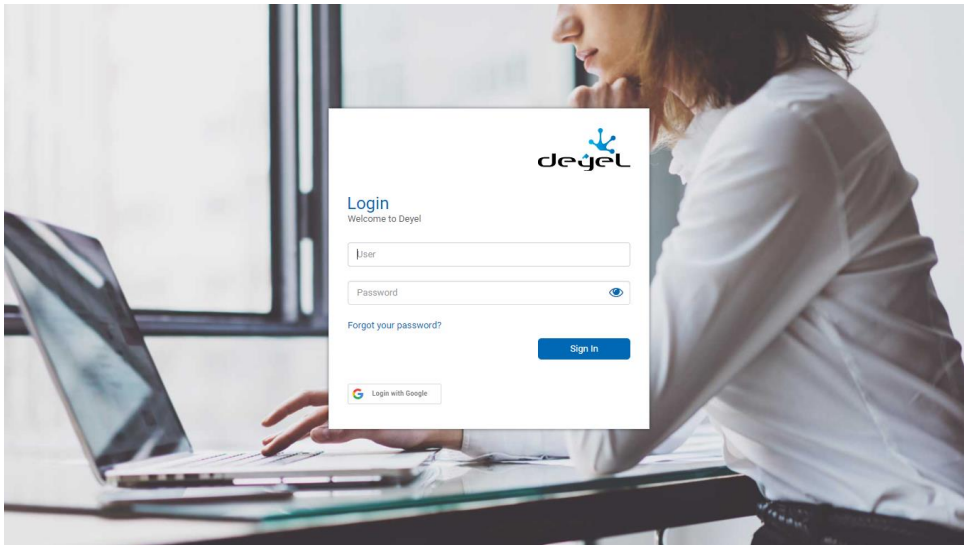 deyel
Login
Welcome to Deyel
User
Password
Forgot your password?
Sign In
Login with Google